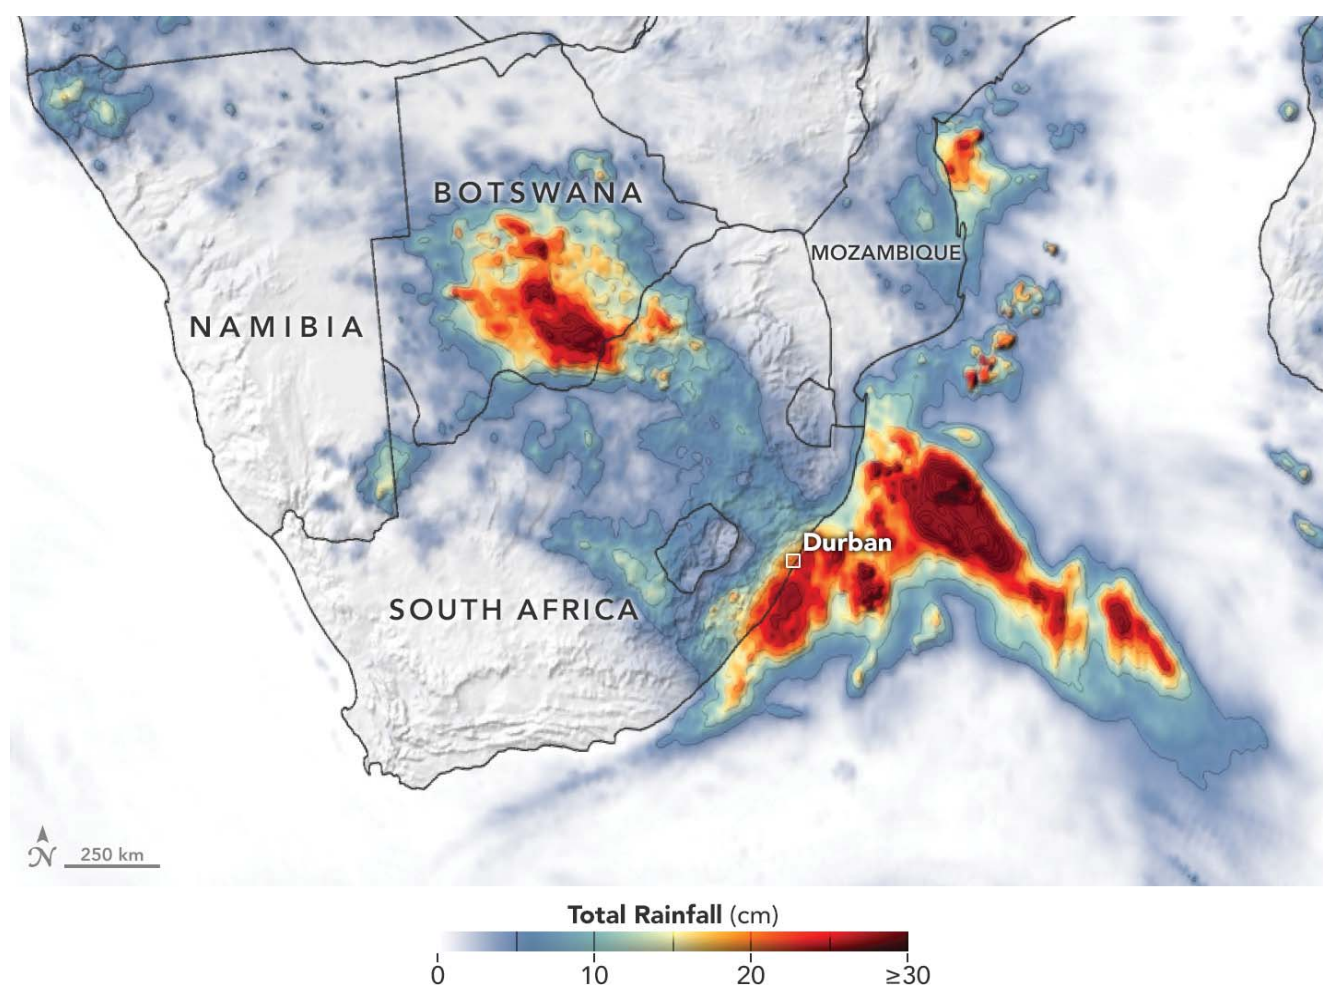 BOTSWANA
MOZAMBIQUE
NAMIBIA
Durban
SOUTH AFRICA
N 250 km
Total Rainfall (cm)
0 10 20 ≥30